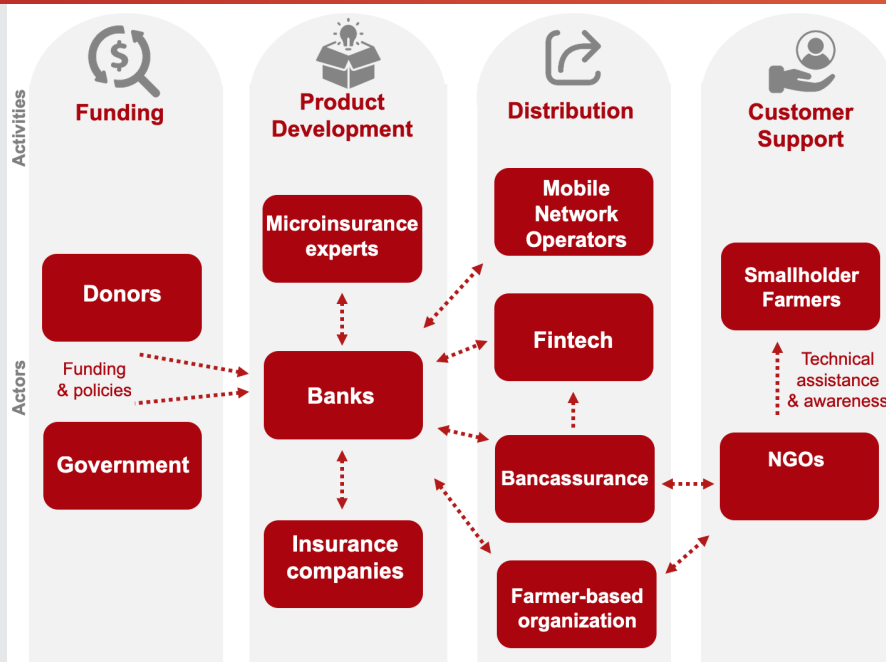 Activities
Funding
Product
Development
Distribution
Customer
Support
Actors
Donors
Funding
& policies
Government
Microinsurance
experts
Banks
Insurance
companies
Mobile
Network
Operators
Fintech
Bancassurance
Farmer-based
organization
Smallholder
Farmers
Technical
assistance
& awareness
NGOs
$